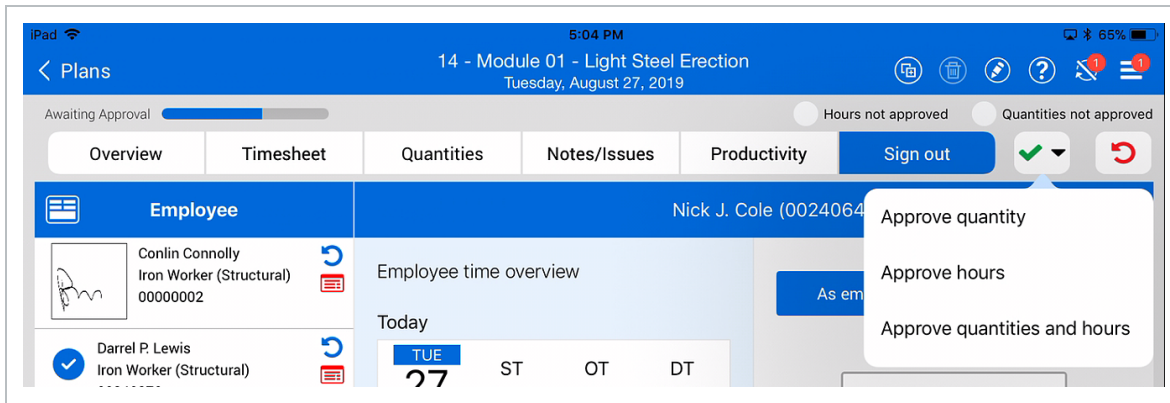 iPad 5:04 PM 65%
Plans
14 - Module 01 - Light Steel Erection
Tuesday, August 27, 2019
1 1
Awaiting Approval Hours not approved Quantities not approved
Overview Timesheet Quantities Notes/Issues Productivity Sign out
Employee
Nick J. Cole (0024064
Approve quantity
Approve hours
Approve quantities and hours
Conlin Connolly
Iron Worker (Structural)
00000002
Darrel P. Lewis
Iron Worker (Structural)
Employee time overview
As em
Today
TUE
27
ST OT DT